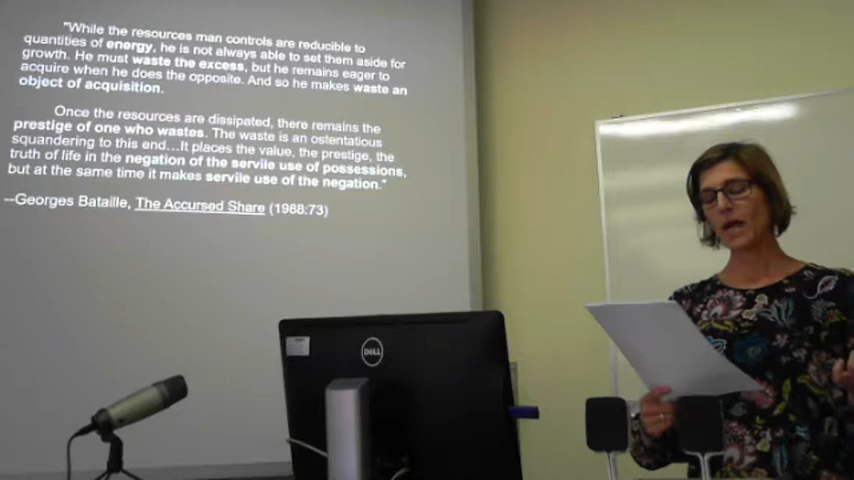 "While the resources man controls are reducible to
quantities of energy, he is not always able to set them aside for
growth. He must waste the excess, but he remains eager to
acquire when he does the opposite. And so he makes waste an
object of acquisition.
Once the resources are dissipated, there remains the
prestige of one who wastes. The waste is an ostentatious
squandering to this end...It places the value, the prestige, the
truth of life in the negation of the servile use of possessions,
but at the same time it makes servile use of the negation."
--Georges Bataille, The Accursed Share (1988:73)
DELL